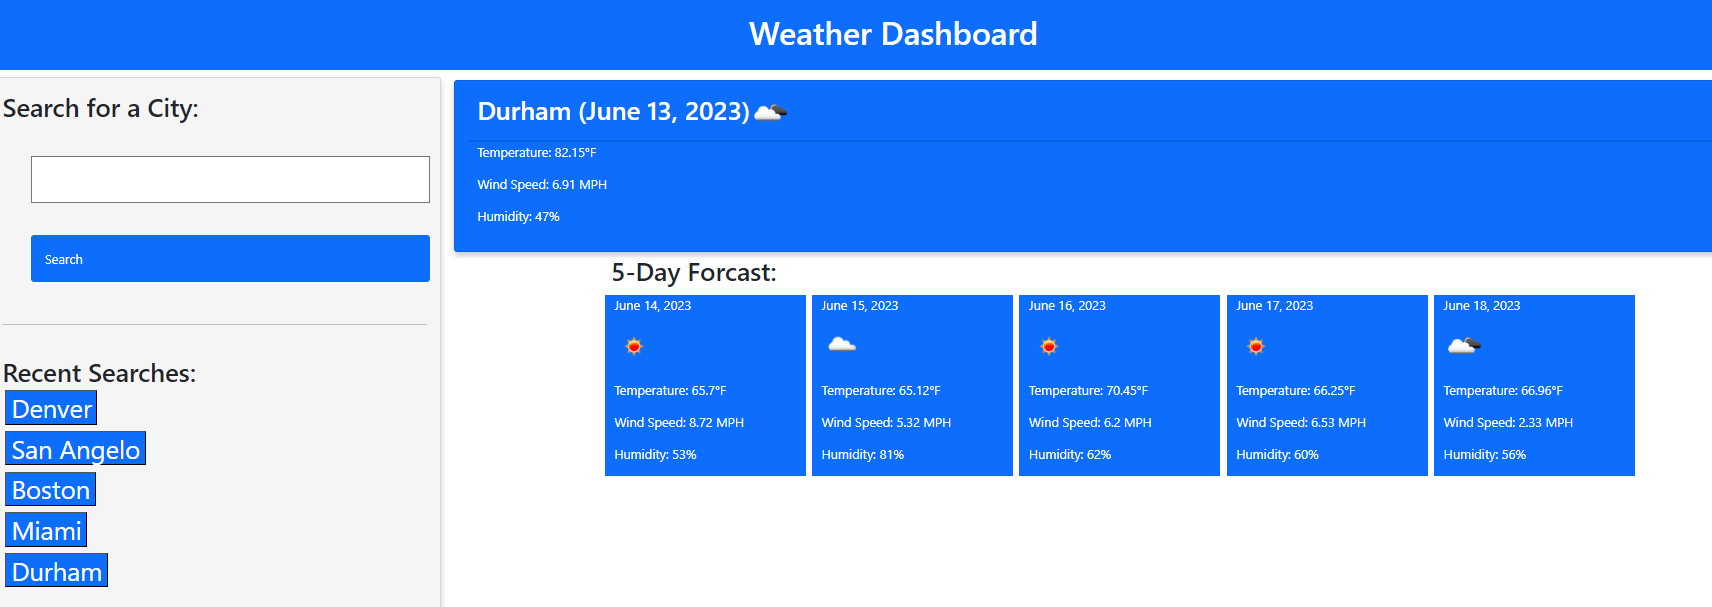 Weather Dashboard
Search for a City:
Search
Recent Searches:
Denver
San Angelo
Boston
Miami
Durham
Durham (June 13, 2023)
Temperature: 82.15°F
Wind Speed: 6.91 MPH
Humidity: 47%
5-Day Forcast:
June 14, 2023
Temperature: 65.7°F
Wind Speed: 8.72 MPH
Humidity: 53%
June 15, 2023
Temperature: 65.12°F
Wind Speed: 5.32 MPH
Humidity: 81%
June 16, 2023
Temperature: 70.45°F
Wind Speed: 6.2 MPH
Humidity: 62%
June 17, 2023
Temperature: 66.25°F
Wind Speed: 6.53 MPH
Humidity: 60%
June 18, 2023
Temperature: 66.96°F
Wind Speed: 2.33 MPH
Humidity: 56%